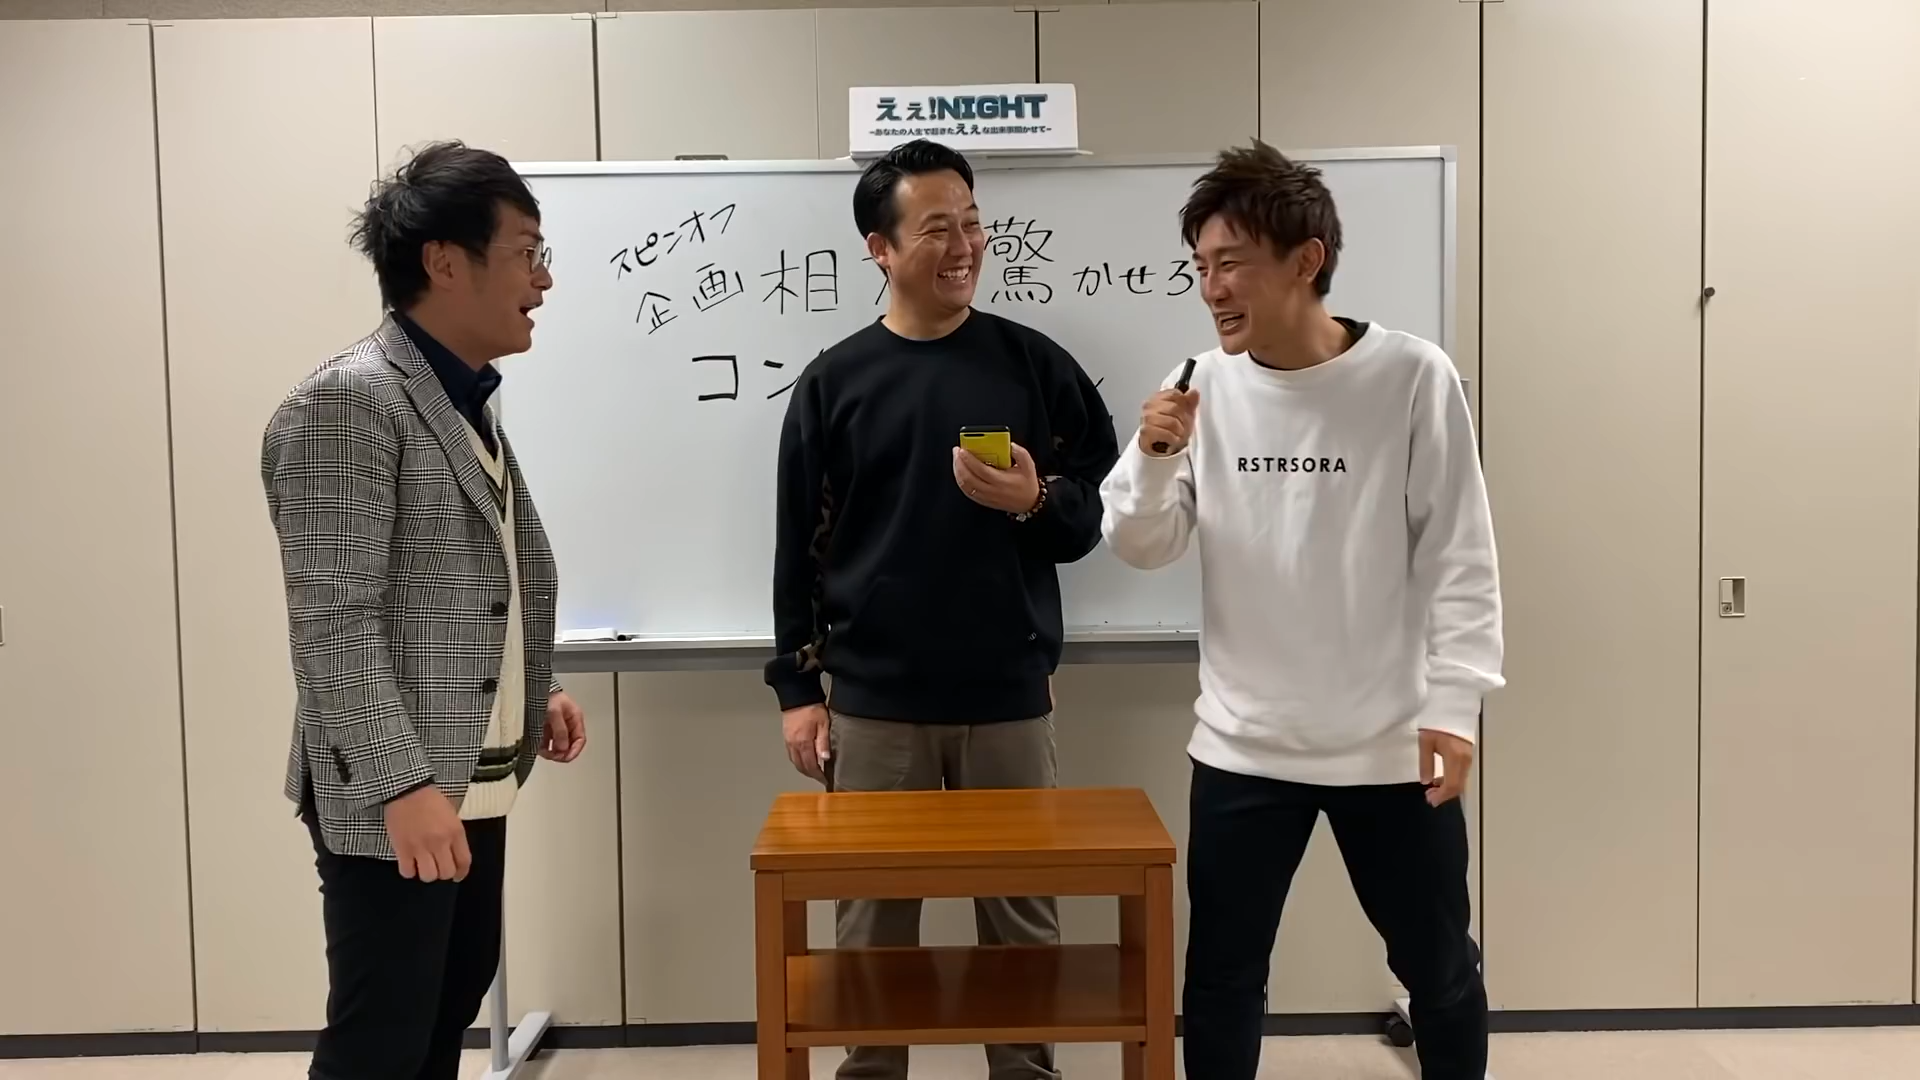 ええ!NIGHT
-あなたの人生で起きたええな出来事聞かせて-
スピンオフ
企画 相 驚かせろ
コン
RSTRSORA